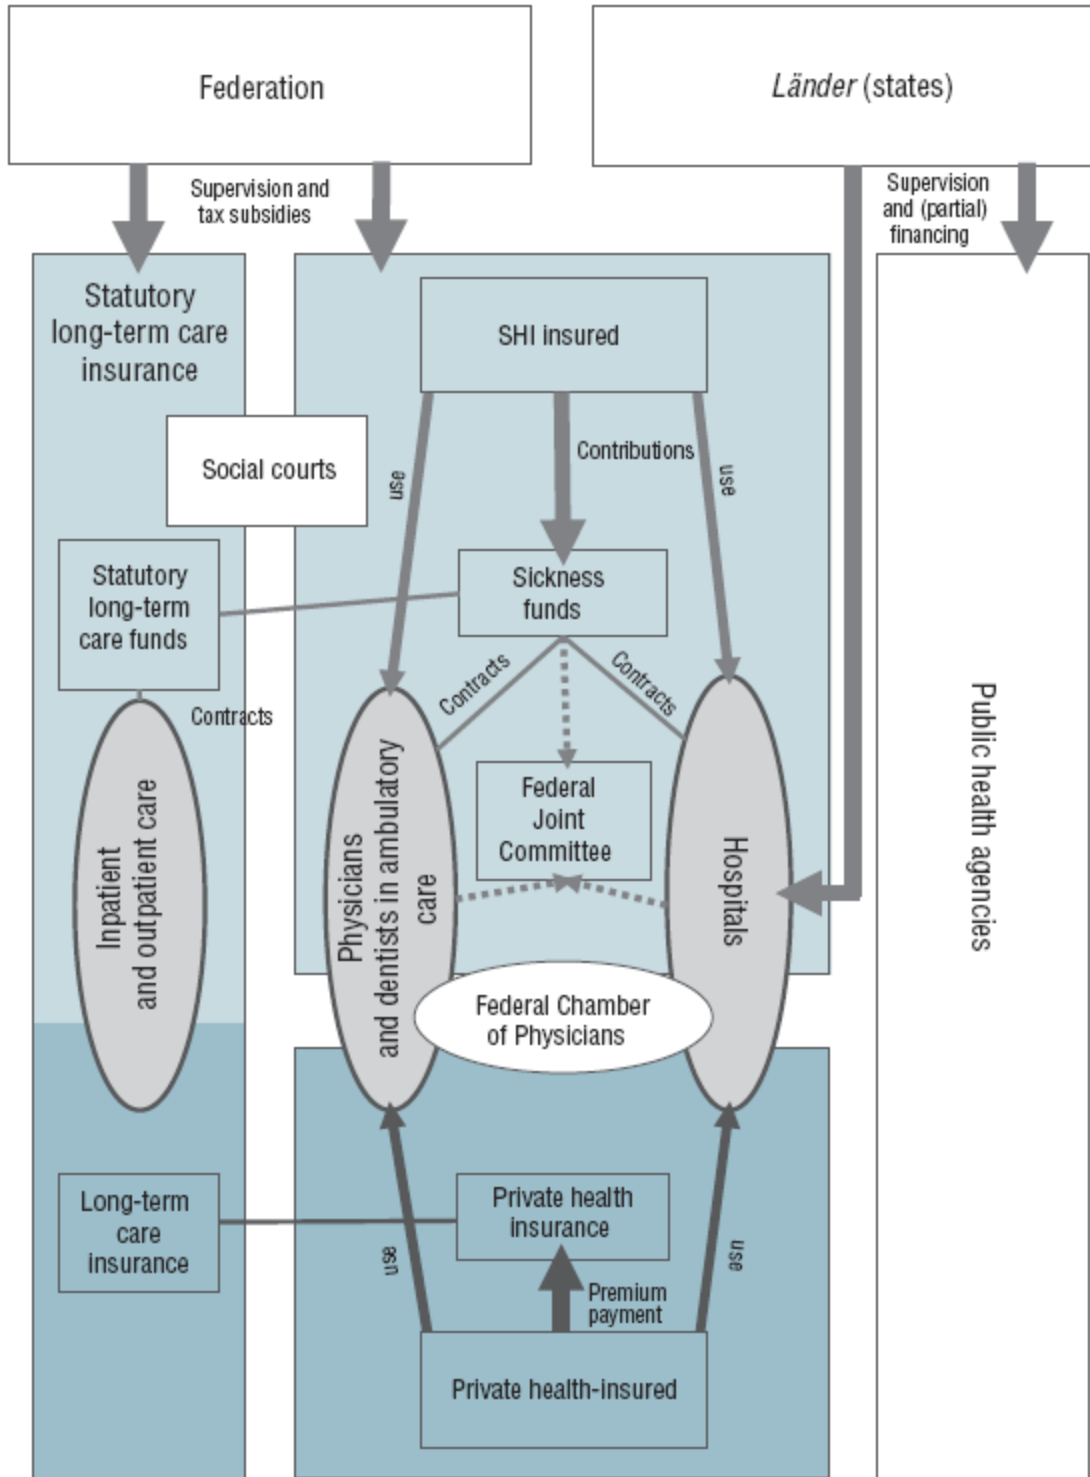 Federation
Länder (states)
Supervision and
tax subsidies
Supervision
and (partial)
financing
Statutory
long-term care
insurance
SHI insured
Social courts
use
Contributions
use
Statutory
long-term
care funds
Sickness
funds
Contracts
Contracts
Contracts
Inpatient
and outpatient care
Physicians
and dentists in ambulatory
care
Federal
Joint
Committee
Hospitals
Public health agencies
Federal Chamber
of Physicians
Long-term
care
insurance
Private health
insurance
use
Premium
payment
use
Private health-insured